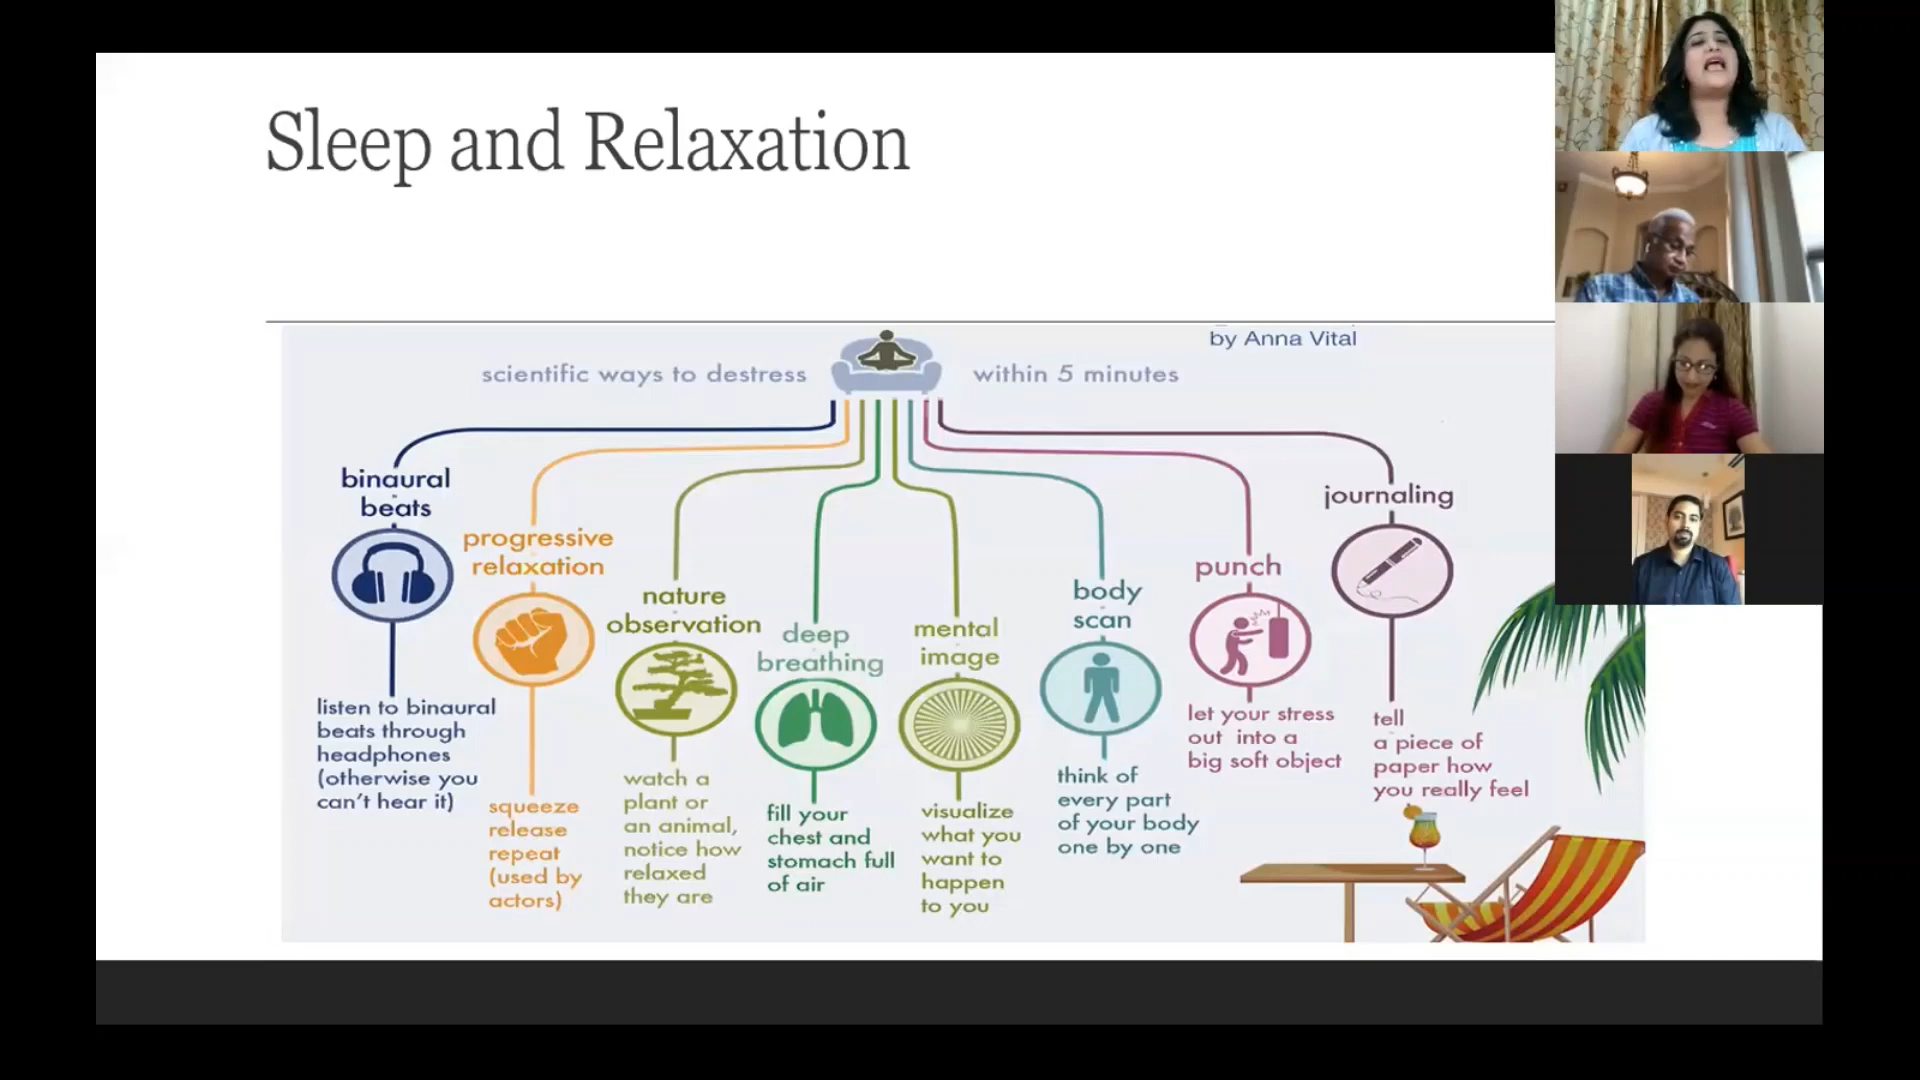 Sleep and Relaxation
by Anna Vital
scientific ways to destress within 5 minutes
binaural
beats
listen to binaural
beats through
headphones
(otherwise you
can't hear it)
progressive
relaxation
squeeze
release
repeat
(used by
actors)
nature
observation
watch a
plant or
an animal,
notice how
relaxed
they are
deep
breathing
fill your
chest and
stomach full
of air
mental
image
visualize
what you
want to
happen
to you
body
scan
think of
every part
of your body
one by one
punch
let your stress
out into a
big soft object
journaling
tell
a piece of
paper how
you really feel